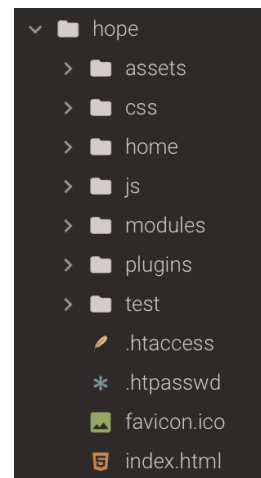 hope
assets
css
home
js
modules
plugins
test
.htaccess
.htpasswd
favicon.ico
index.html